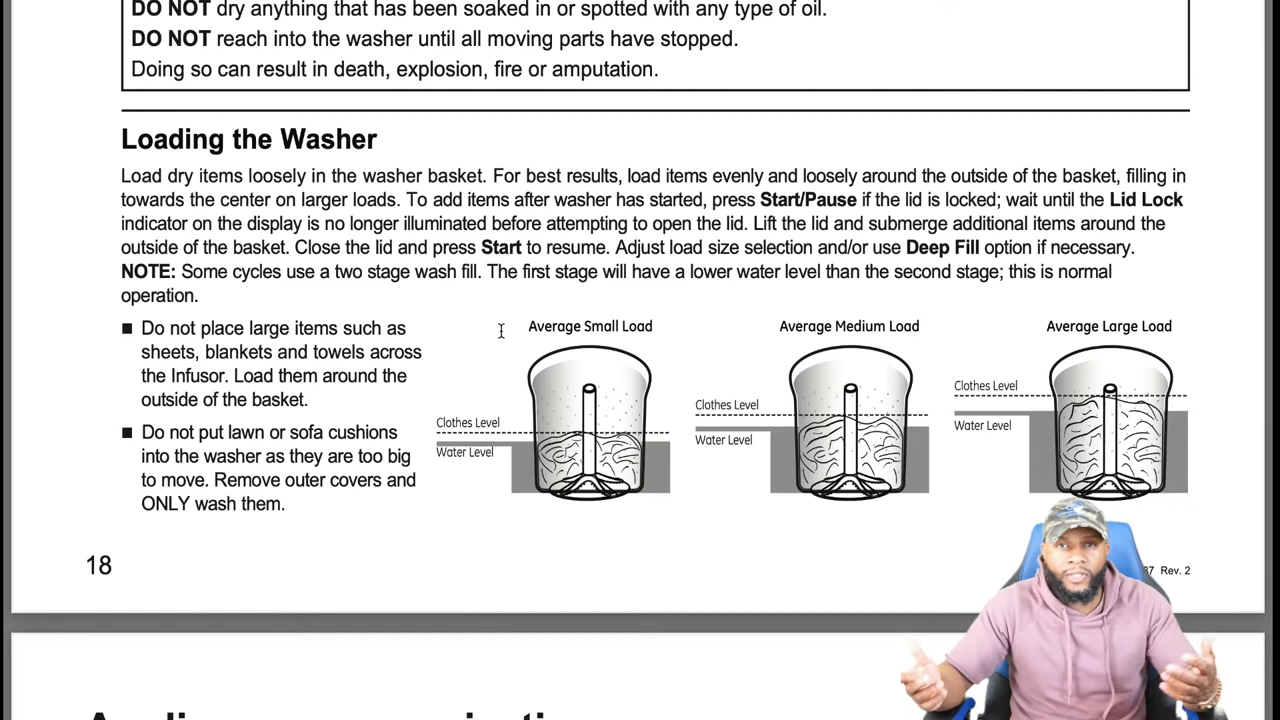 DO NOT dry anything that has been soaked in or spotted with any type of oil.
DO NOT reach into the washer until all moving parts have stopped.
Doing so can result in death, explosion, fire or amputation.
Loading the Washer
Load dry items loosely in the washer basket. For best results, load items evenly and loosely around the outside of the basket, filling in
towards the center on larger loads. To add items after washer has started, press Start/Pause if the lid is locked; wait until the Lid Lock
indicator on the display is no longer illuminated before attempting to open the lid. Lift the lid and submerge additional items around the
outside of the basket. Close the lid and press Start to resume. Adjust load size selection and/or use Deep Fill option if necessary.
NOTE: Some cycles use a two stage wash fill. The first stage will have a lower water level than the second stage; this is normal
operation.
■ Do not place large items such as
sheets, blankets and towels across
the Infusor. Load them around the
outside of the basket.
■ Do not put lawn or sofa cushions
into the washer as they are too big
to move. Remove outer covers and
ONLY wash them.
Average Small Load
Clothes Level
Water Level
Average Medium Load
Clothes Level
Water Level
Average Large Load
Clothes Level
Water Level
18
Rev. 2